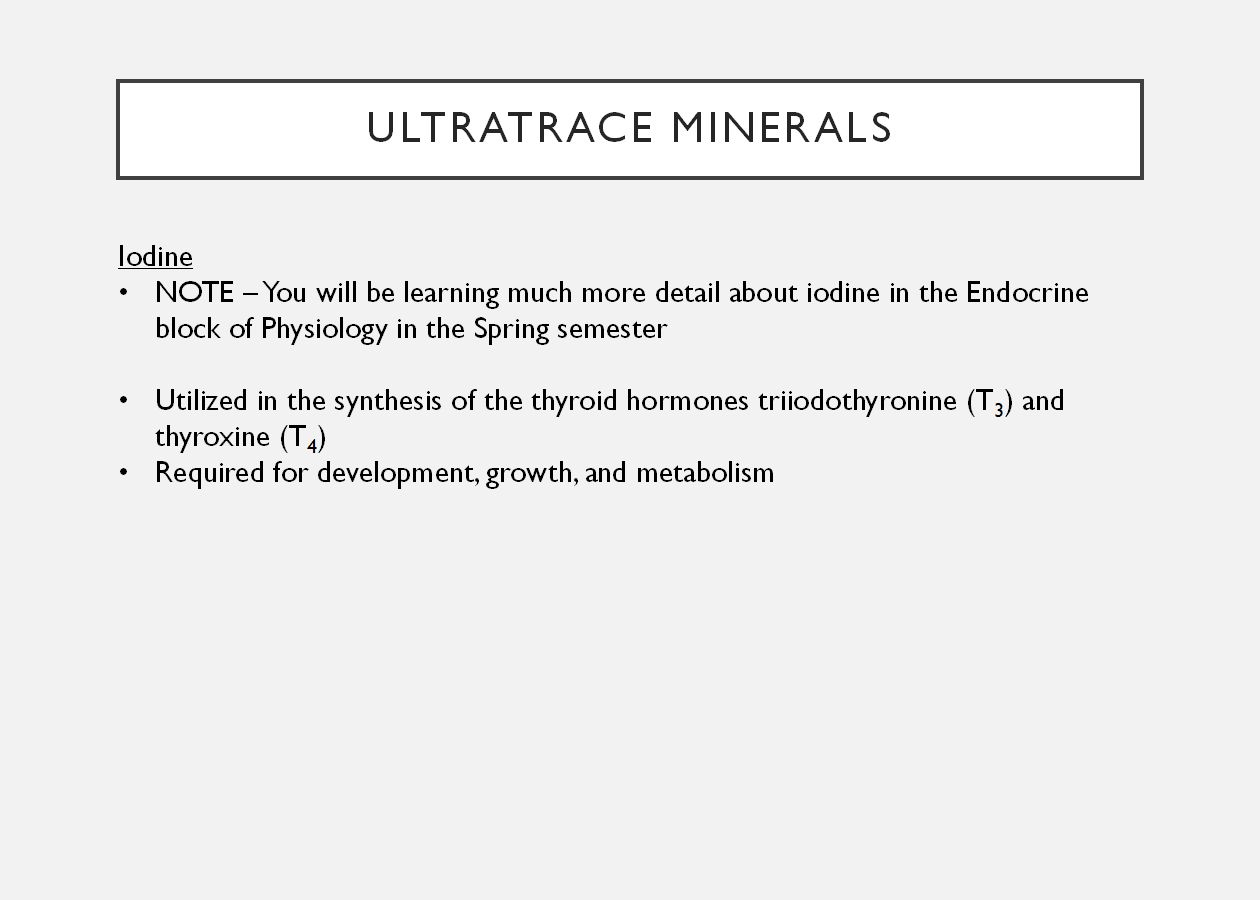 ULTRATRACE MINERALS
Iodine
• NOTE – You will be learning much more detail about iodine in the Endocrine
block of Physiology in the Spring semester
• Utilized in the synthesis of the thyroid hormones triiodothyronine (T₃) and
thyroxine (T₄)
• Required for development, growth, and metabolism